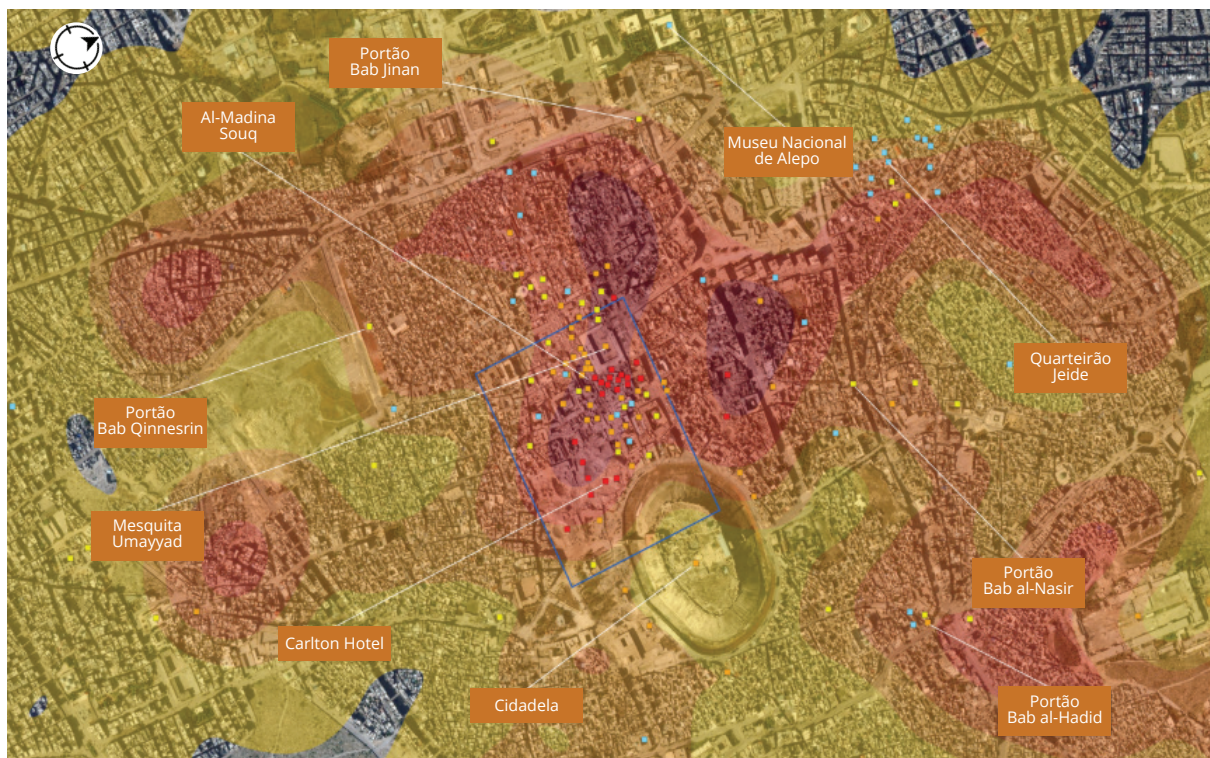 Portão
Bab Jinan
Al-Madina
Souq
Museu Nacional
de Alepo
Quarteirão
Jeide
Portão
Bab Qinnesrin
Mesquita
Umayyad
Portão
Bab al-Nasir
Carlton Hotel
Cidadela
Portão
Bab al-Hadid